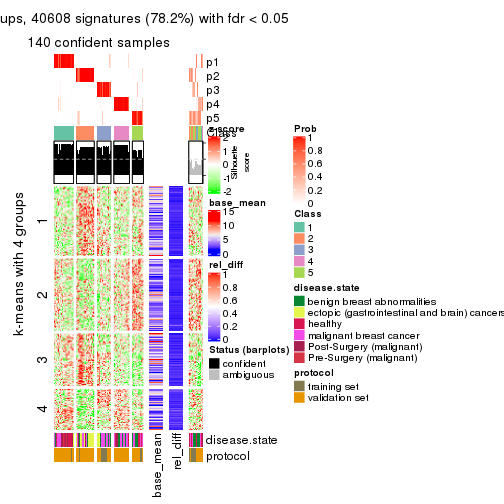 ups, 40608 signatures (78.2%) with fdr < 0.05
140 confident samples
p1
p2
p3
p4
p5
Class
Silhouette
score
k-means with 4 groups
1
2
3
4
base_mean
rel_diff
disease.state
protocol
z-score
2
1
0
-1
-2
base_mean
15
10
5
0
rel_diff
1
0.8
0.6
0.4
0.2
0
Status (barplots)
confident
ambiguous
Prob
1
0.8
0.6
0.4
0.2
0
Class
1
2
3
4
5
disease.state
benign breast abnormalities
ectopic (gastrointestinal and brain) cancers
healthy
malignant breast cancer
Post-Surgery (malignant)
Pre-Surgery (malignant)
protocol
training set
validation set